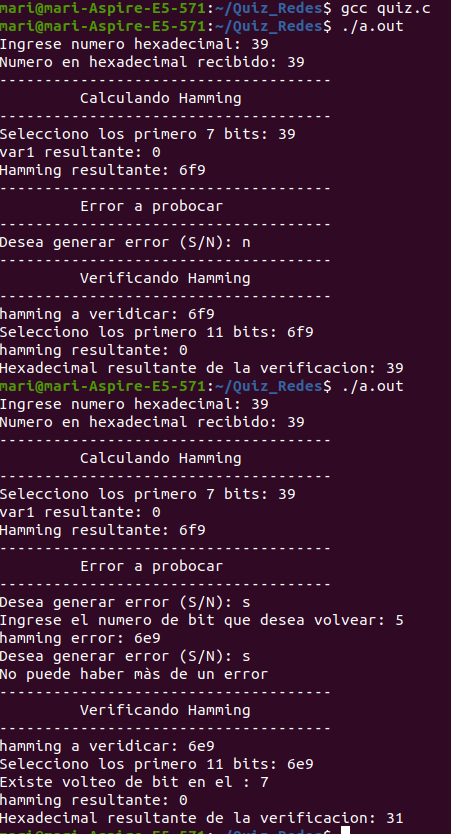 mari@mari-Aspire-E5-571:~/Quiz_Redes$ gcc quiz.c
mari@mari-Aspire-E5-571:~/Quiz_Redes$ ./a.out
Ingrese numero hexadecimal: 39
Numero en hexadecimal recibido: 39
-------------------------------------
         Calculando Hamming
-------------------------------------
Selecciono los primero 7 bits: 39
var1 resultante: 0
Hamming resultante: 6f9
-------------------------------------
         Error a probocar
-------------------------------------
Desea generar error (S/N): n
-------------------------------------
         Verificando Hamming
-------------------------------------
hamming a veridicar: 6f9
Selecciono los primero 11 bits: 6f9
hamming resultante: 0
Hexadecimal resultante de la verificacion: 39
mari@mari-Aspire-E5-571:~/Quiz_Redes$ ./a.out
Ingrese numero hexadecimal: 39
Numero en hexadecimal recibido: 39
-------------------------------------
         Calculando Hamming
-------------------------------------
Selecciono los primero 7 bits: 39
var1 resultante: 0
Hamming resultante: 6f9
-------------------------------------
         Error a probocar
-------------------------------------
Desea generar error (S/N): s
Ingrese el numero de bit que desea volvear: 5
hamming error: 6e9
Desea generar error (S/N): s
No puede haber màs de un error
-------------------------------------
         Verificando Hamming
-------------------------------------
hamming a veridicar: 6e9
Selecciono los primero 11 bits: 6e9
Existe volteo de bit en el : 7
hamming resultante: 0
Hexadecimal resultante de la verificacion: 31